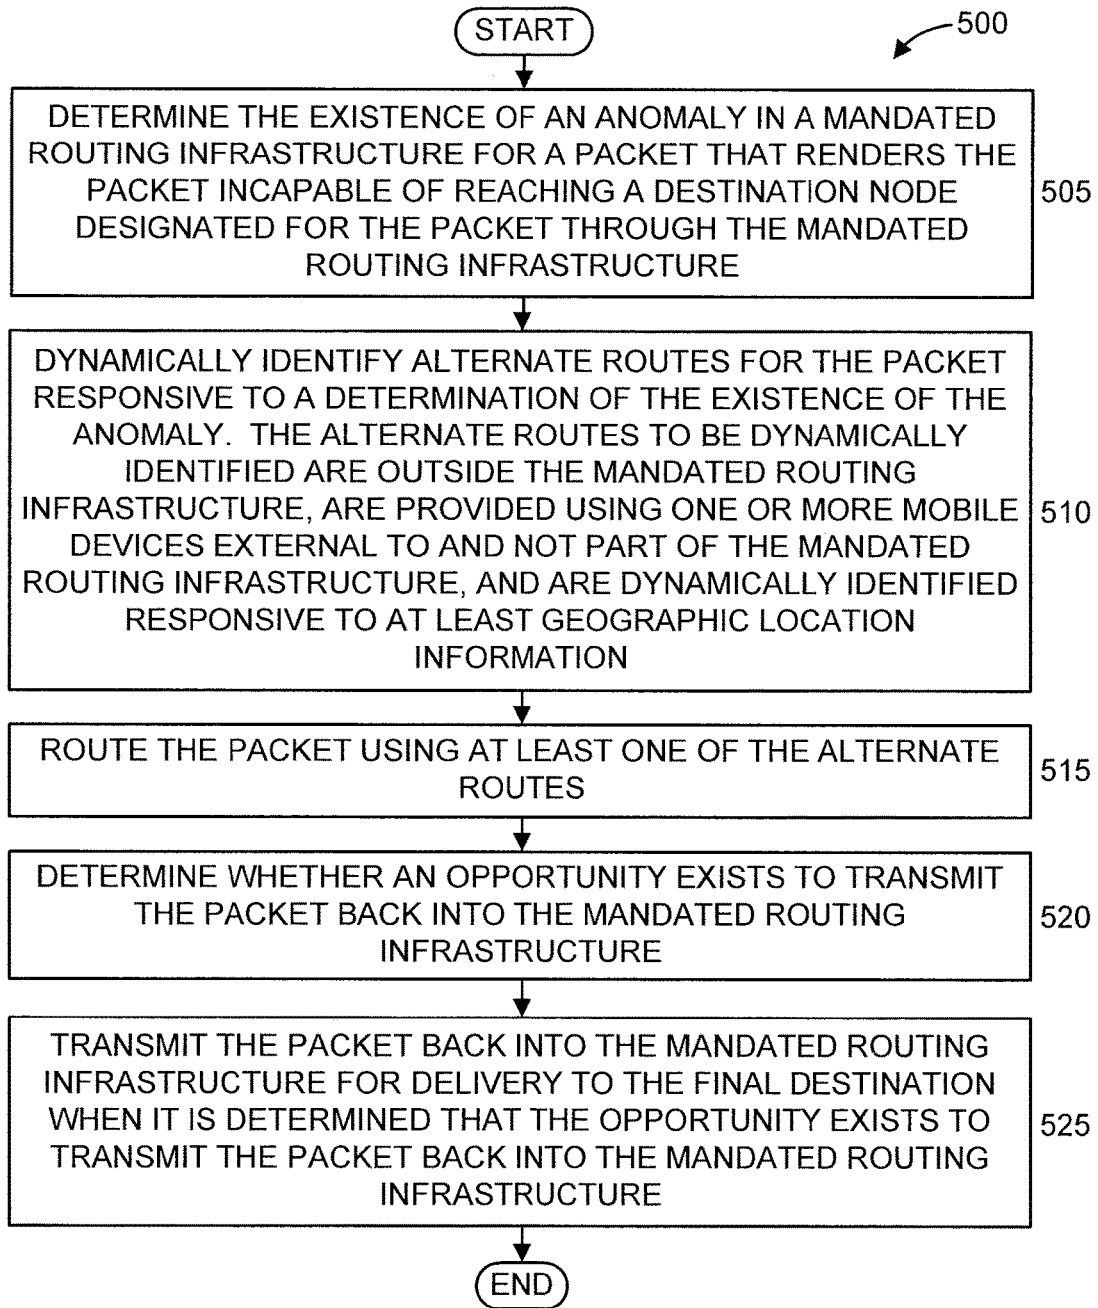 START
500
DETERMINE THE EXISTENCE OF AN ANOMALY IN A MANDATED
ROUTING INFRASTRUCTURE FOR A PACKET THAT RENDERS THE
PACKET INCAPABLE OF REACHING A DESTINATION NODE
DESIGNATED FOR THE PACKET THROUGH THE MANDATED
ROUTING INFRASTRUCTURE
505
DYNAMICALLY IDENTIFY ALTERNATE ROUTES FOR THE PACKET
RESPONSIVE TO A DETERMINATION OF THE EXISTENCE OF THE
ANOMALY. THE ALTERNATE ROUTES TO BE DYNAMICALLY
IDENTIFIED ARE OUTSIDE THE MANDATED ROUTING
INFRASTRUCTURE, ARE PROVIDED USING ONE OR MORE MOBILE
DEVICES EXTERNAL TO AND NOT PART OF THE MANDATED
ROUTING INFRASTRUCTURE, AND ARE DYNAMICALLY IDENTIFIED
RESPONSIVE TO AT LEAST GEOGRAPHIC LOCATION
INFORMATION
510
ROUTE THE PACKET USING AT LEAST ONE OF THE ALTERNATE
ROUTES
515
DETERMINE WHETHER AN OPPORTUNITY EXISTS TO TRANSMIT
THE PACKET BACK INTO THE MANDATED ROUTING
INFRASTRUCTURE
520
TRANSMIT THE PACKET BACK INTO THE MANDATED ROUTING
INFRASTRUCTURE FOR DELIVERY TO THE FINAL DESTINATION
WHEN IT IS DETERMINED THAT THE OPPORTUNITY EXISTS TO
TRANSMIT THE PACKET BACK INTO THE MANDATED ROUTING
INFRASTRUCTURE
525
END